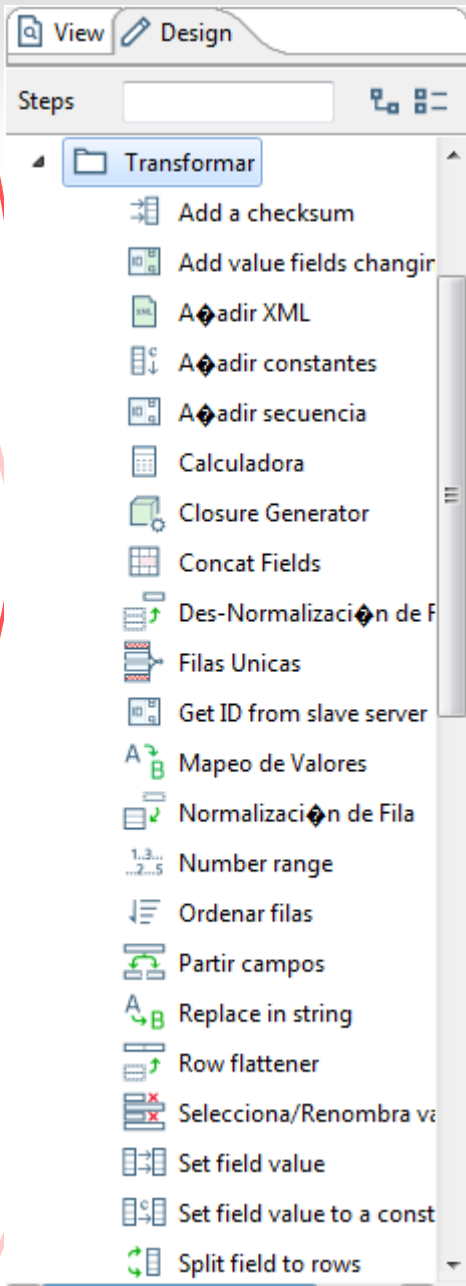 View Design
Steps
Transformar
Add a checksum
Add value fields changin
A�adir XML
A�adir constantes
A�adir secuencia
Calculadora
Closure Generator
Concat Fields
Des-Normalizaci�n de F
Filas Unicas
Get ID from slave server
Mapeo de Valores
Normalizaci�n de Fila
Number range
Ordenar filas
Partir campos
Replace in string
Row flattener
Selecciona/Renombra va
Set field value
Set field value to a const
Split field to rows